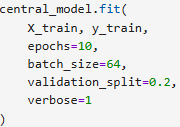 central_model.fit(
    X_train, y_train,
    epochs=10,
    batch_size=64,
    validation_split=0.2,
    verbose=1
)